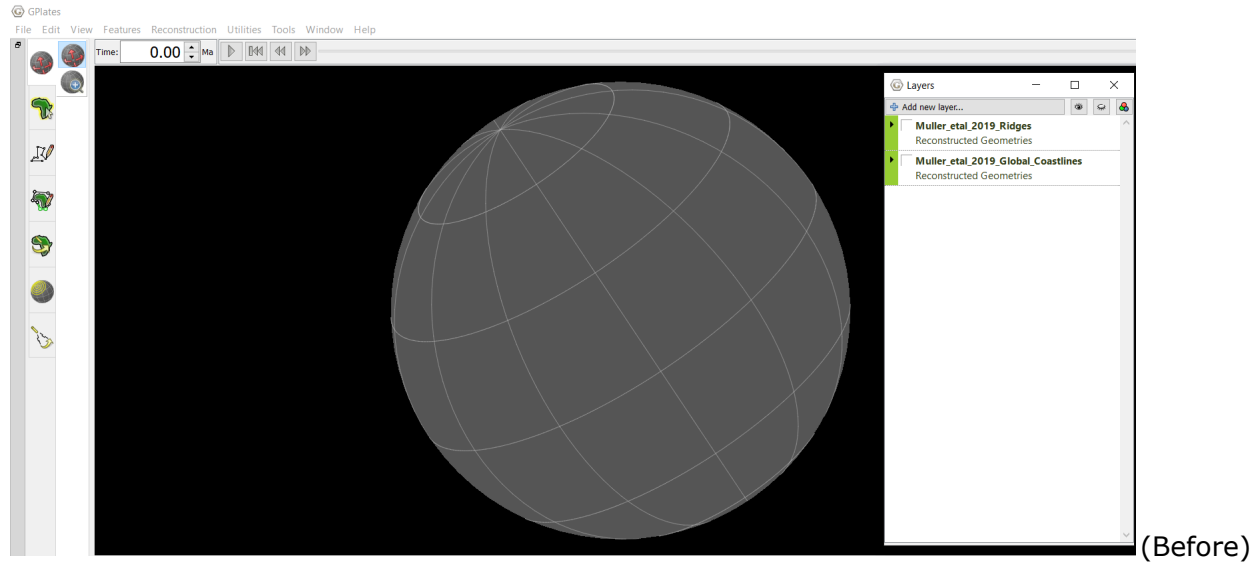 GPlates
File Edit View Features Reconstruction Utilities Tools Window Help
Time: 0.00 Ma
Layers
Add new layer...
Muller_etal_2019_Ridges
Reconstructed Geometries
Muller_etal_2019_Global_Coastlines
Reconstructed Geometries
(Before)